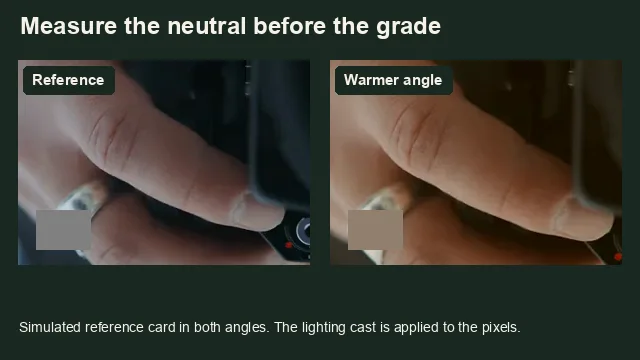 Measure the neutral before the grade
Reference
Warmer angle
Simulated reference card in both angles. The lighting cast is applied to the pixels.